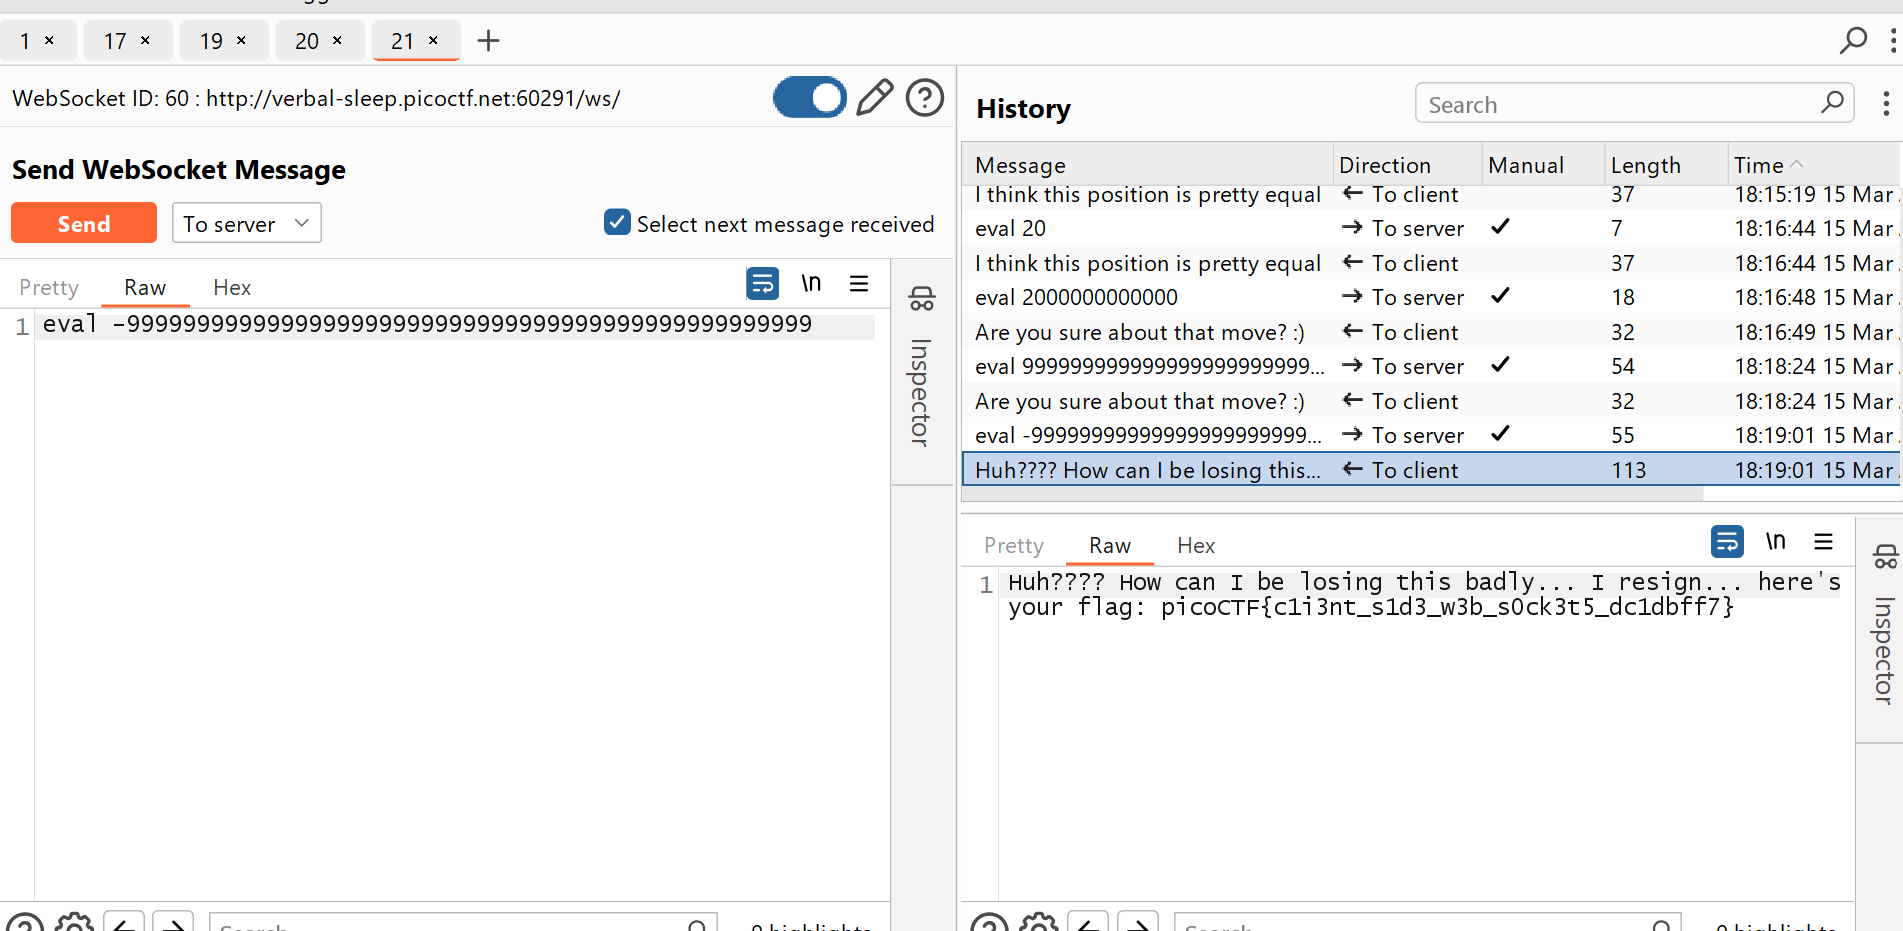 1 × 17 × 19 × 20 × 21 × +
WebSocket ID: 60 : http://verbal-sleep.picoctf.net:60291/ws/
Send WebSocket Message
Send To server Select next message received
Pretty Raw Hex \n
1 eval -9999999999999999999999999999999999999999999999999
Inspector
History
Search
Message Direction Manual Length Time
I think this position is pretty equal To client 37 18:15:19 15 Mar
eval 20 To server 7 18:16:44 15 Mar
I think this position is pretty equal To client 37 18:16:44 15 Mar
eval 2000000000000 To server 18 18:16:48 15 Mar
Are you sure about that move? :) To client 32 18:16:49 15 Mar
eval 9999999999999999999999999... To server 54 18:18:24 15 Mar
Are you sure about that move? :) To client 32 18:18:24 15 Mar
eval -999999999999999999999999... To server 55 18:19:01 15 Mar
Huh???? How can I be losing this... To client 113 18:19:01 15 Mar
Pretty Raw Hex \n
1 Huh???? How can I be losing this badly... I resign... here's
your flag: picoCTF{c1i3nt_s1d3_w3b_s0ck3t5_dc1dbff7}
Inspector
Search 0 highlights
Search 0 highlights